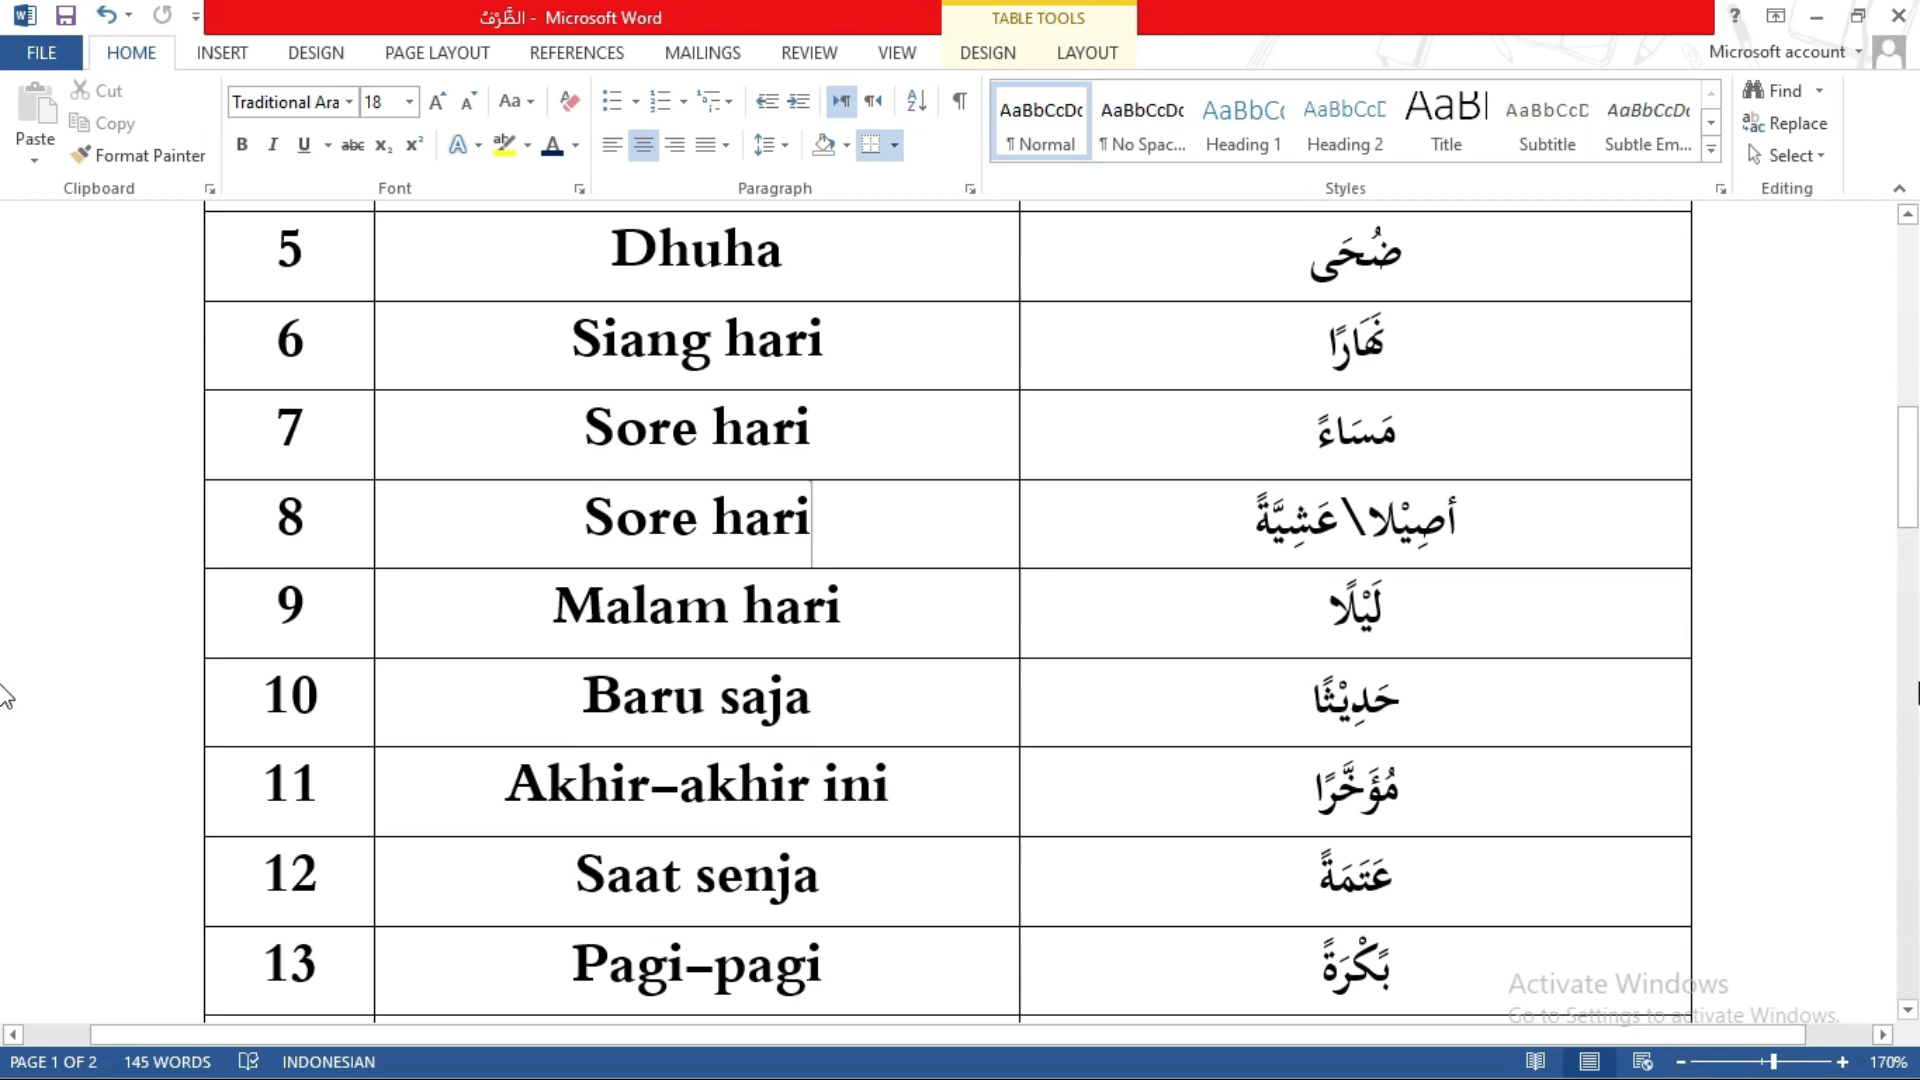 الظَّرْفُ - Microsoft Word
TABLE TOOLS
FILE HOME INSERT DESIGN PAGE LAYOUT REFERENCES MAILINGS REVIEW VIEW DESIGN LAYOUT Microsoft account
Paste
Cut
Copy
Format Painter
Clipboard
Traditional Ara 18
Font
Paragraph
AaBbCcDc AaBbCcDc AaBbCc AaBbCcD AaBl AaBbCcD AaBbCcDc
¶ Normal ¶ No Spac... Heading 1 Heading 2 Title Subtitle Subtle Em...
Styles
Find
Replace
Select
Editing
5 Dhuha ضُحَى
6 Siang hari نَهَارًا
7 Sore hari مَسَاءً
8 Sore hari أصِيْلا\عَشِيَّةً
9 Malam hari لَيْلًا
10 Baru saja حَدِيْثًا
11 Akhir–akhir ini مُؤَخَّرًا
12 Saat senja عَتَمَةً
13 Pagi–pagi بًكْرَةً
Activate Windows
Go to Settings to activate Windows.
PAGE 1 OF 2 145 WORDS INDONESIAN 170%